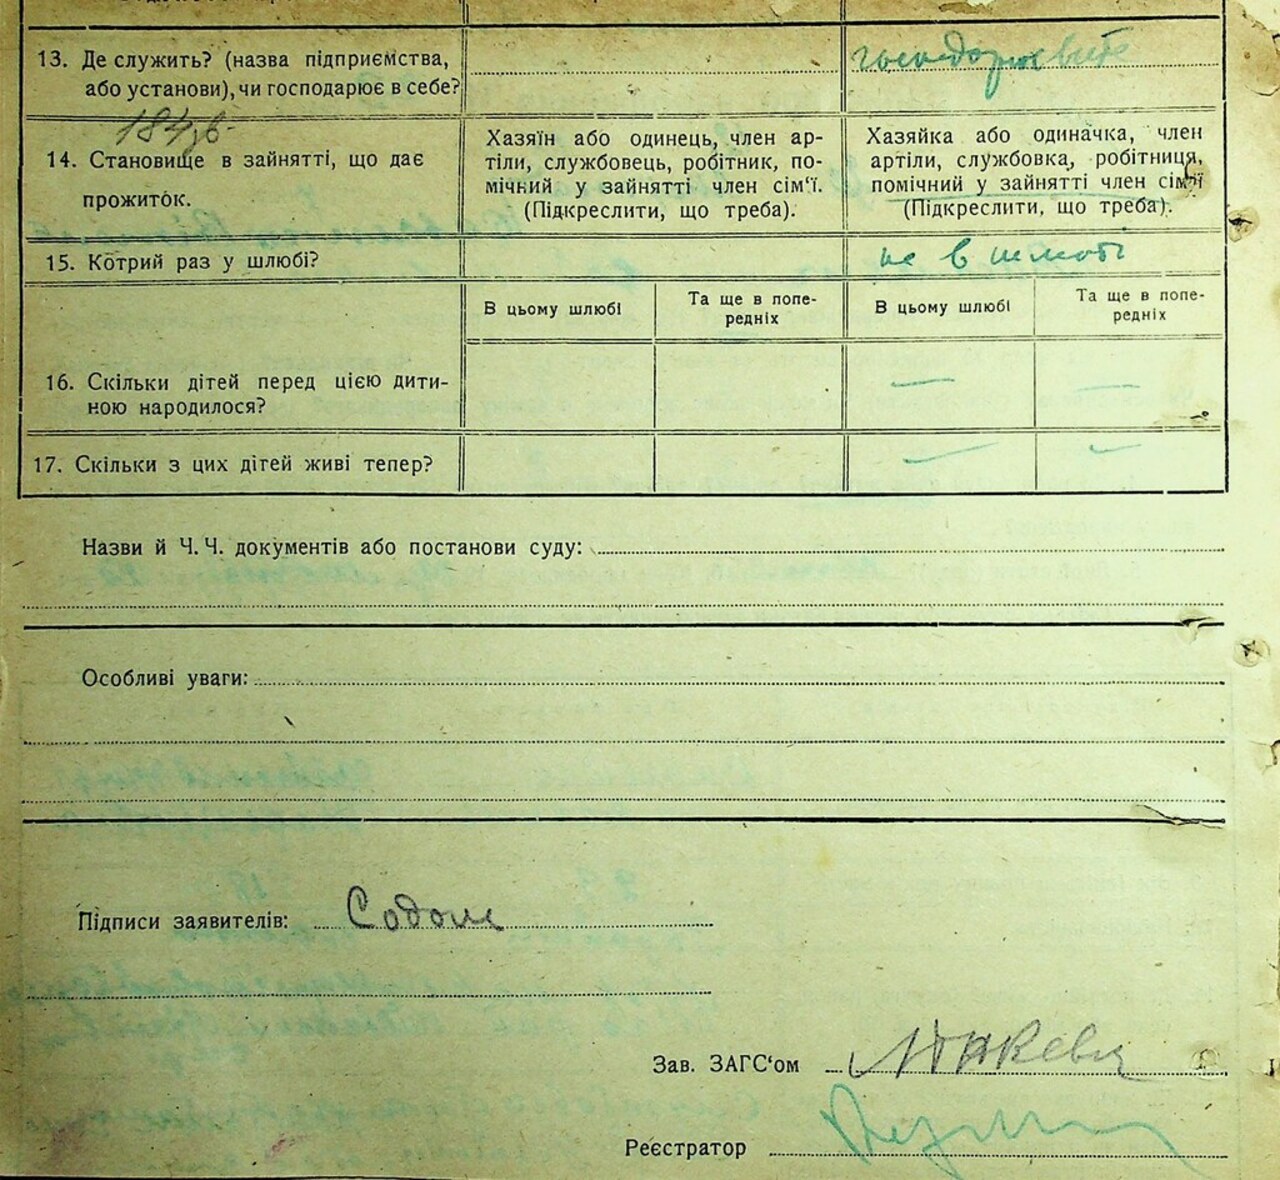 13. Де служить? (назва підприємства,
або установи), чи господарює в себе?
14. Становище в зайнятті, що дає
прожиток.
Хазяїн або одинець, член ар-
тіли, службовець, робітник, по-
мічний у зайнятті член сім‘ї.
(Підкреслити, що треба).
Хазяйка або одиначка, член
артіли, службовка, робітниця,
помічний у зайнятті член сім‘ї
(Підкреслити, що треба).
15. Котрий раз у шлюбі?
не в шлюбі
В цьому шлюбі
Та ще в попе-
редніх
В цьому шлюбі
Та ще в попе-
редніх
16. Скільки дітей перед цією дити-
ною народилося?
— —
17. Скільки з цих дітей живі тепер?
— —
Назви й Ч. Ч. документів або постанови суду:
Особливі уваги:
Підписи заявителів: Содом
Зав. ЗАГС‘ом
Реєстратор